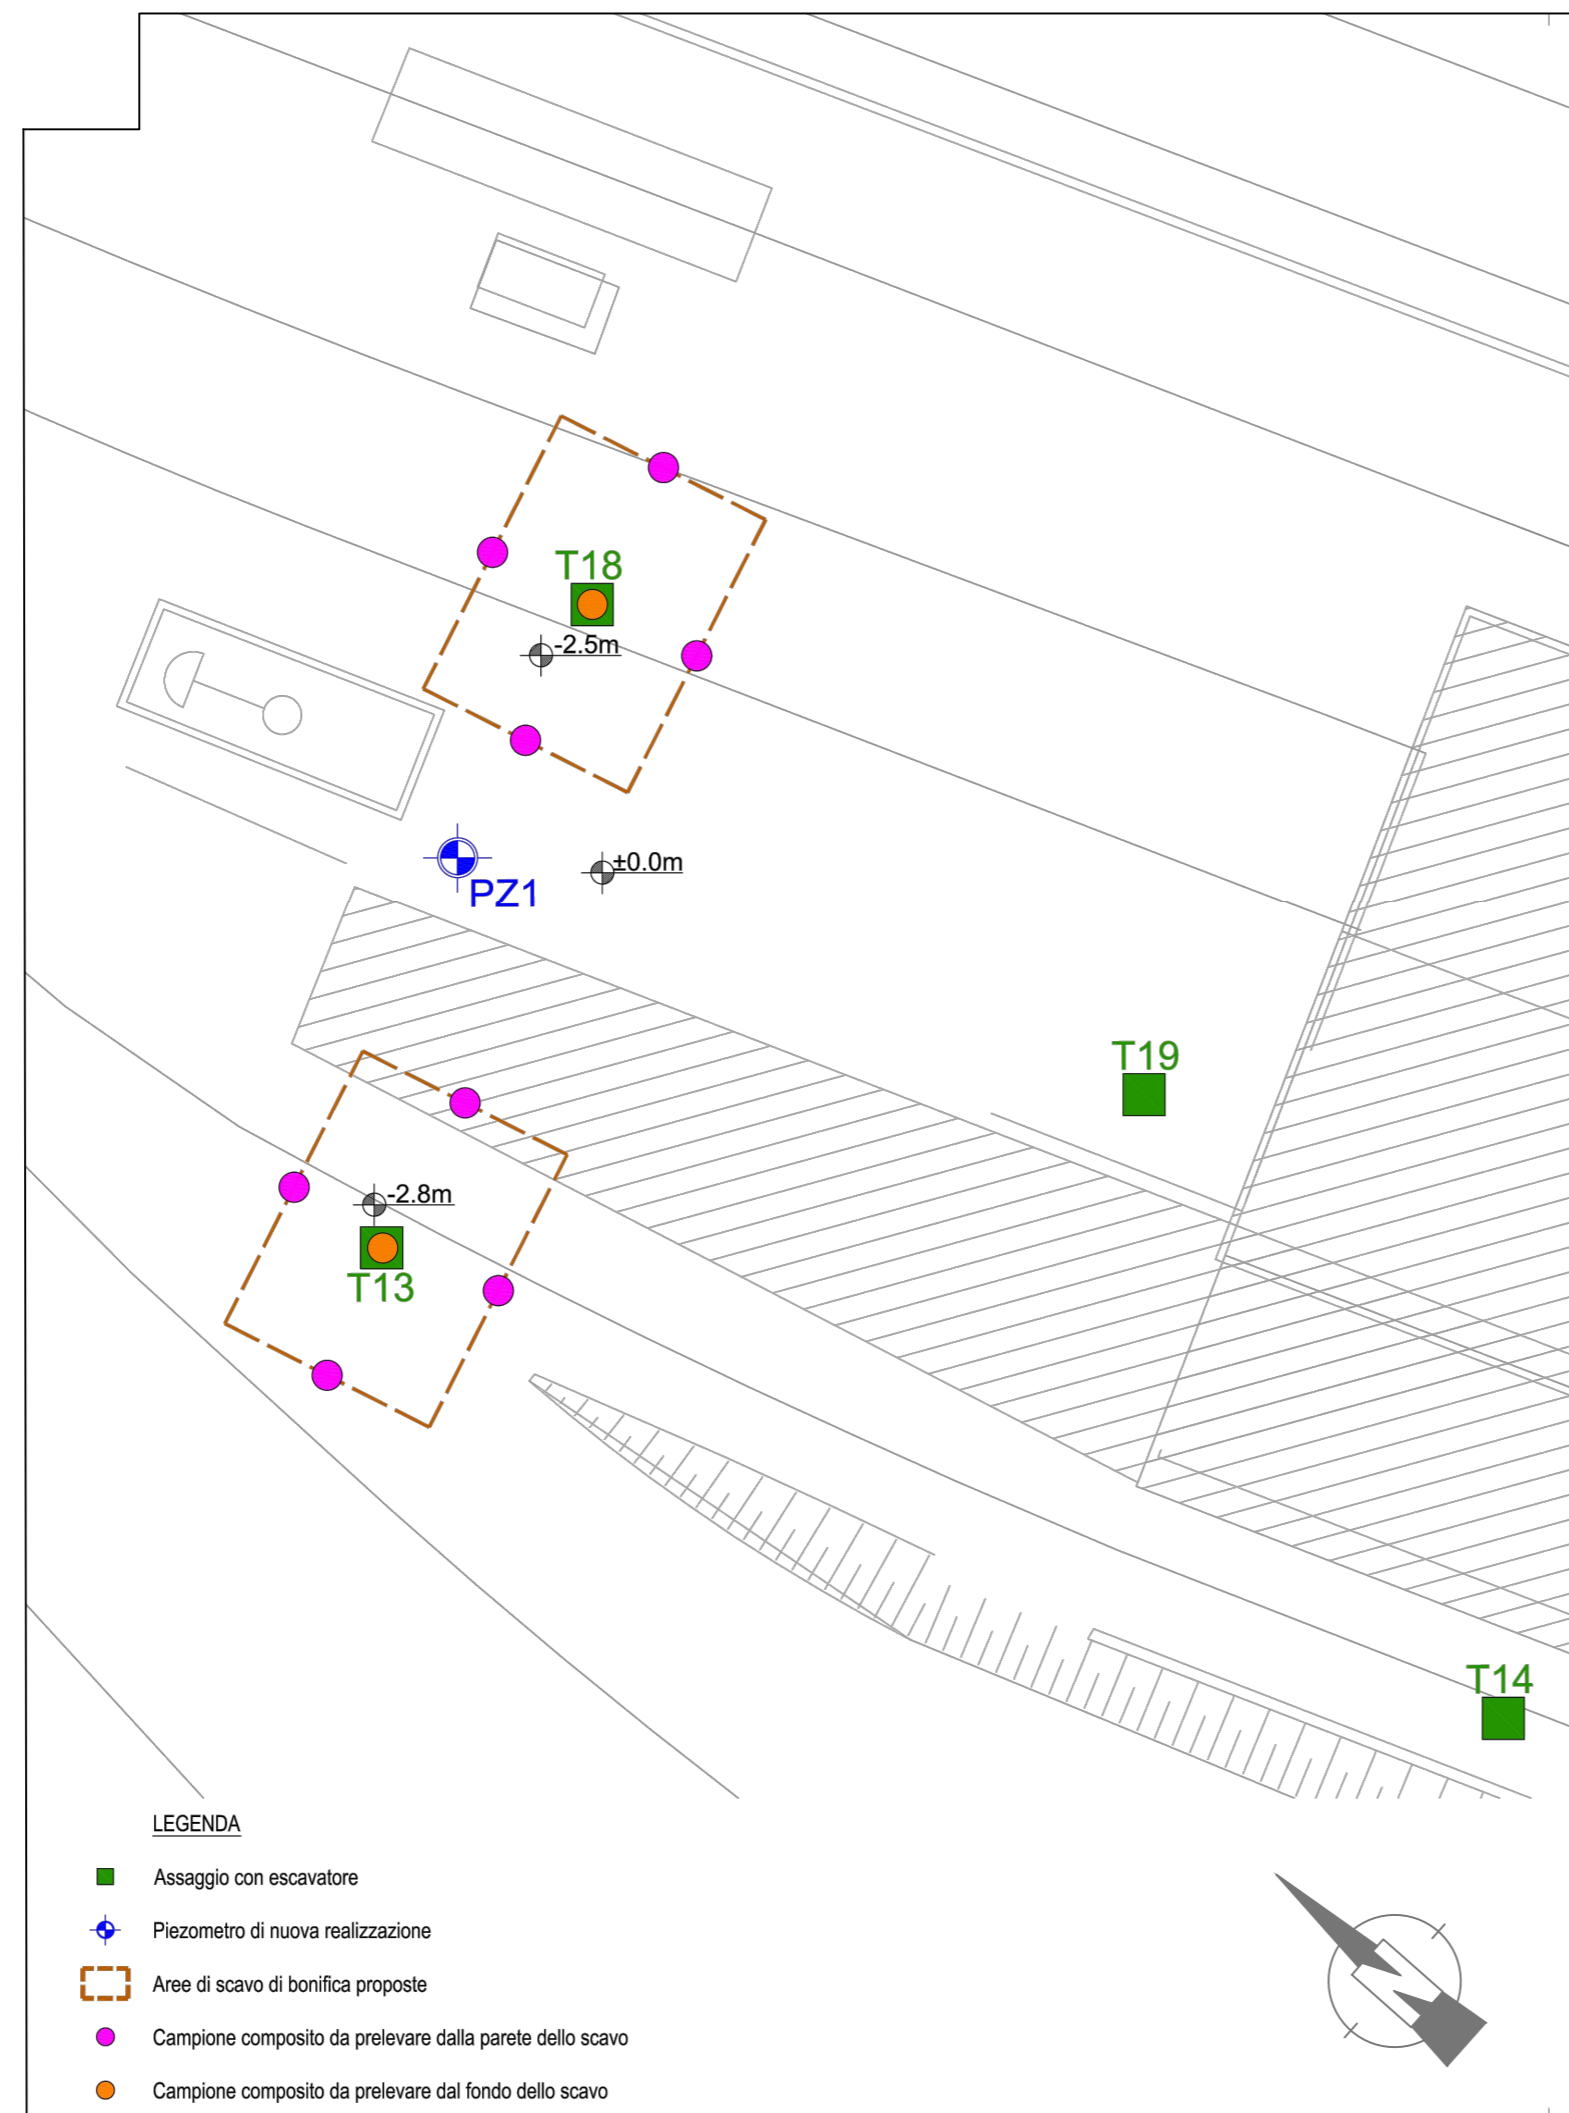 T18
-2.5m
±0.0m
PZ1
T19
-2.8m
T13
T14
LEGENDA
Assaggio con escavatore
Piezometro di nuova realizzazione
Aree di scavo di bonifica proposte
Campione composito da prelevare dalla parete dello scavo
Campione composito da prelevare dal fondo dello scavo